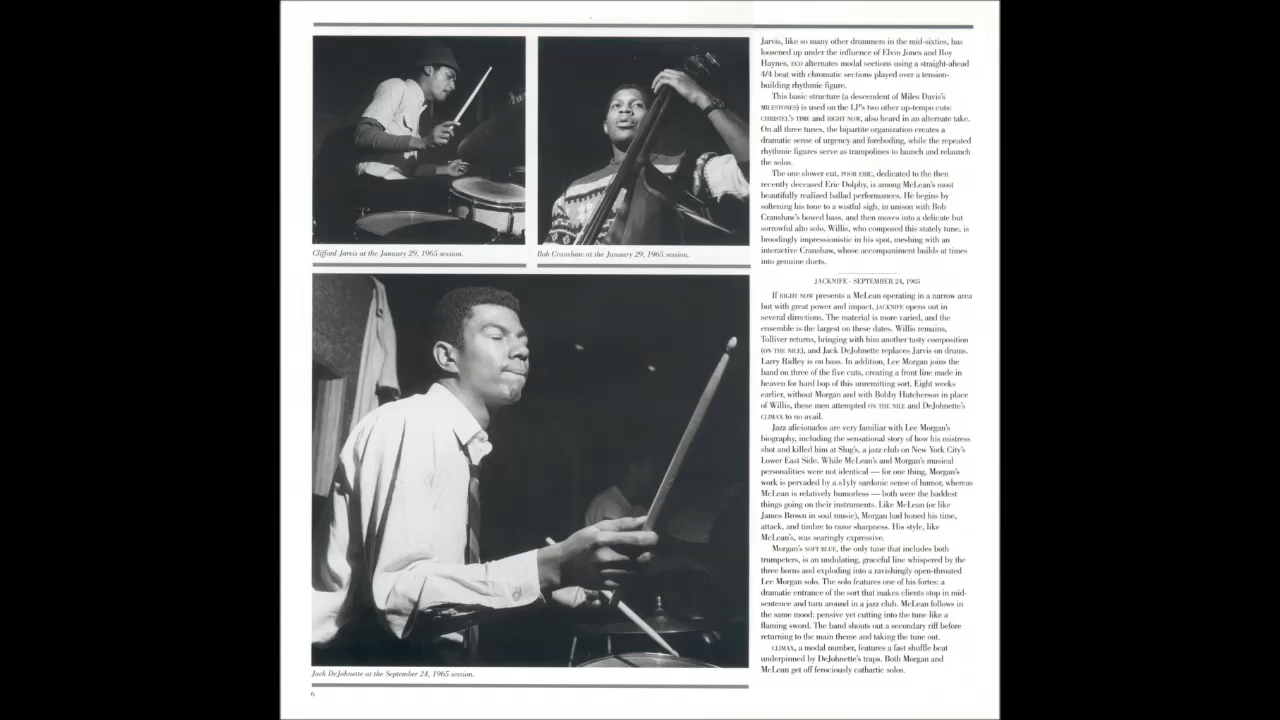 Clifford Jarvis at the January 29, 1965 session.
Bob Cranshaw at the January 29, 1965 session.
Jack DeJohnette at the September 24, 1965 session.
6
Jarvis, like so many other drummers in the mid-sixties, has
loosened up under the influence of Elvin Jones and Roy
Haynes. ECO alternates modal sections using a straight-ahead
4/4 beat with chromatic sections played over a tension-
building rhythmic figure.
This basic structure (a descendent of Miles Davis's
MILESTONES) is used on the LP's two other up-tempo cuts:
CHRISTEL'S TIME and RIGHT NOW, also heard in an alternate take.
On all three tunes, the bipartite organization creates a
dramatic sense of urgency and foreboding, while the repeated
rhythmic figures serve as trampolines to launch and relaunch
the solos.
The one slower cut, POOR ERIC, dedicated to the then
recently deceased Eric Dolphy, is among McLean's most
beautifully realized ballad performances. He begins by
softening his tone to a wistful sigh, in unison with Bob
Cranshaw's bowed bass, and then moves into a delicate but
sorrowful alto solo. Willis, who composed this stately tune, is
broodingly impressionistic in his spot, meshing with an
interactive Cranshaw, whose accompaniment builds at times
into genuine duets.
JACKNIFE - SEPTEMBER 24, 1965
If RIGHT NOW presents a McLean operating in a narrow area
but with great power and impact, JACKNIFE opens out in
several directions. The material is more varied, and the
ensemble is the largest on these dates. Willis remains,
Tolliver returns, bringing with him another tasty composition
(ON THE NILE), and Jack DeJohnette replaces Jarvis on drums.
Larry Ridley is on bass. In addition, Lee Morgan joins the
band on three of the five cuts, creating a front line made in
heaven for hard bop of this unremitting sort. Eight weeks
earlier, without Morgan and with Bobby Hutcherson in place
of Willis, these men attempted ON THE NILE and DeJohnette's
CLIMAX to no avail.
Jazz aficionados are very familiar with Lee Morgan's
biography, including the sensational story of how his mistress
shot and killed him at Slug's, a jazz club on New York City's
Lower East Side. While McLean's and Morgan's musical
personalities were not identical — for one thing, Morgan's
work is pervaded by a slyly sardonic sense of humor, whereas
McLean is relatively humorless — both were the baddest
things going on their instruments. Like McLean (or like
James Brown in soul music), Morgan had honed his time,
attack, and timbre to razor sharpness. His style, like
McLean's, was searingly expressive.
Morgan's SOFT BLUE, the only tune that includes both
trumpeters, is an undulating, graceful line whispered by the
three horns and exploding into a ravishingly open-throated
Lee Morgan solo. The solo features one of his fortes: a
dramatic entrance of the sort that makes clients stop in mid-
sentence and turn around in a jazz club. McLean follows in
the same mood: pensive yet cutting into the tune like a
flaming sword. The band shouts out a secondary riff before
returning to the main theme and taking the tune out.
CLIMAX, a modal number, features a fast shuffle beat
underpinned by DeJohnette's traps. Both Morgan and
McLean get off ferociously cathartic solos.